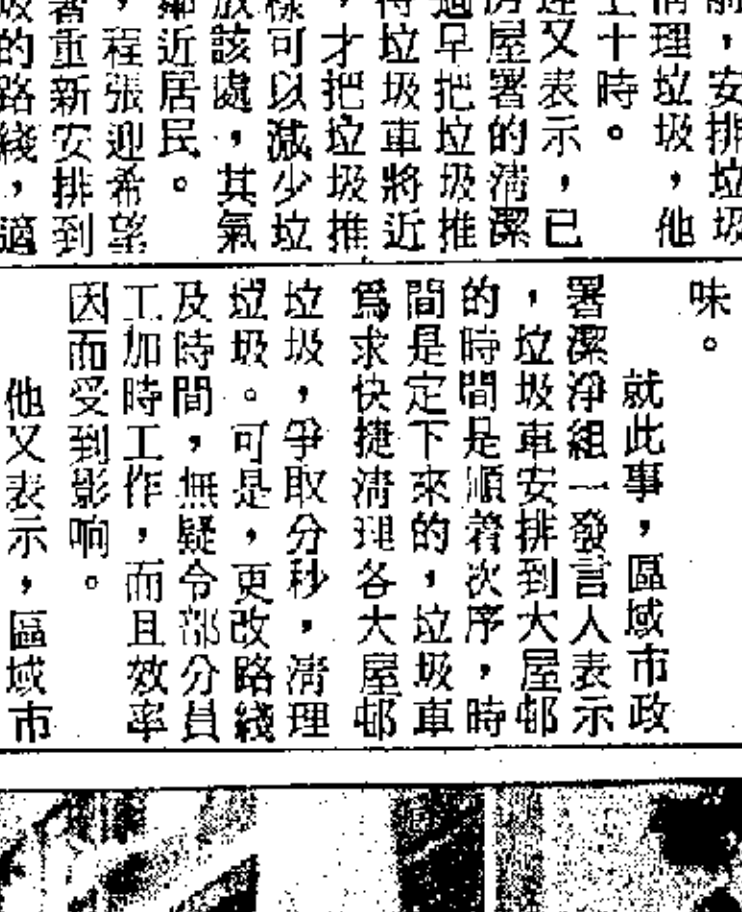 ，安排垃圾
理垃圾，他
十時。
又表示，已
屋署的清潔
早把垃圾推
垃圾車將近
，才把垃圾推
樣可以減少垃
放該處，其氣
鄰近居民。
，程張迎希望
署重新安排到
圾的路綫，適
味。
就此事，區域市政
署潔淨組一發言人表示
，垃圾車安排到大屋邨
的時間是順着次序，時
間是定下來的，垃圾車
爲求快捷清理各大屋邨
垃圾，爭取分秒，清理
垃圾。可是，更改路綫
及時間，無疑令部分員
工加時工作，而且效率
因而受到影响。
他又表示，區域市